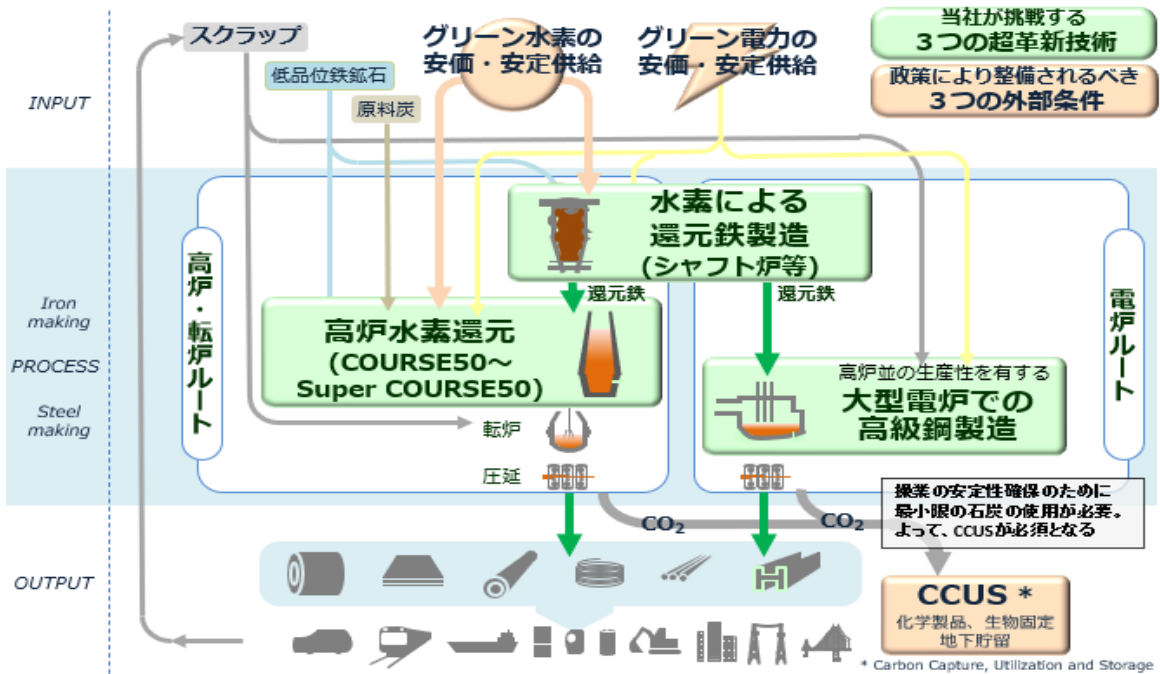 スクラップ
グリーン水素の
安価・安定供給
グリーン電力の
安価・安定供給
当社が挑戦する
３つの超革新技術
政策により整備されるべき
３つの外部条件
低品位鉄鉱石
原料炭
INPUT
水素による
還元鉄製造
(シャフト炉等)
還元鉄
還元鉄
高炉・転炉ルート
電炉ルート
Iron
making
PROCESS
Steel
making
高炉水素還元
(COURSE50～
Super COURSE50)
高炉並の生産性を有する
大型電炉での
高級鋼製造
転炉
圧延
CO2
CO2
操業の安定性確保のために
最小限の石炭の使用が必要。
よって、CCUSが必須となる
OUTPUT
CCUS *
化学製品、生物固定
地下貯留
* Carbon Capture, Utilization and Storage